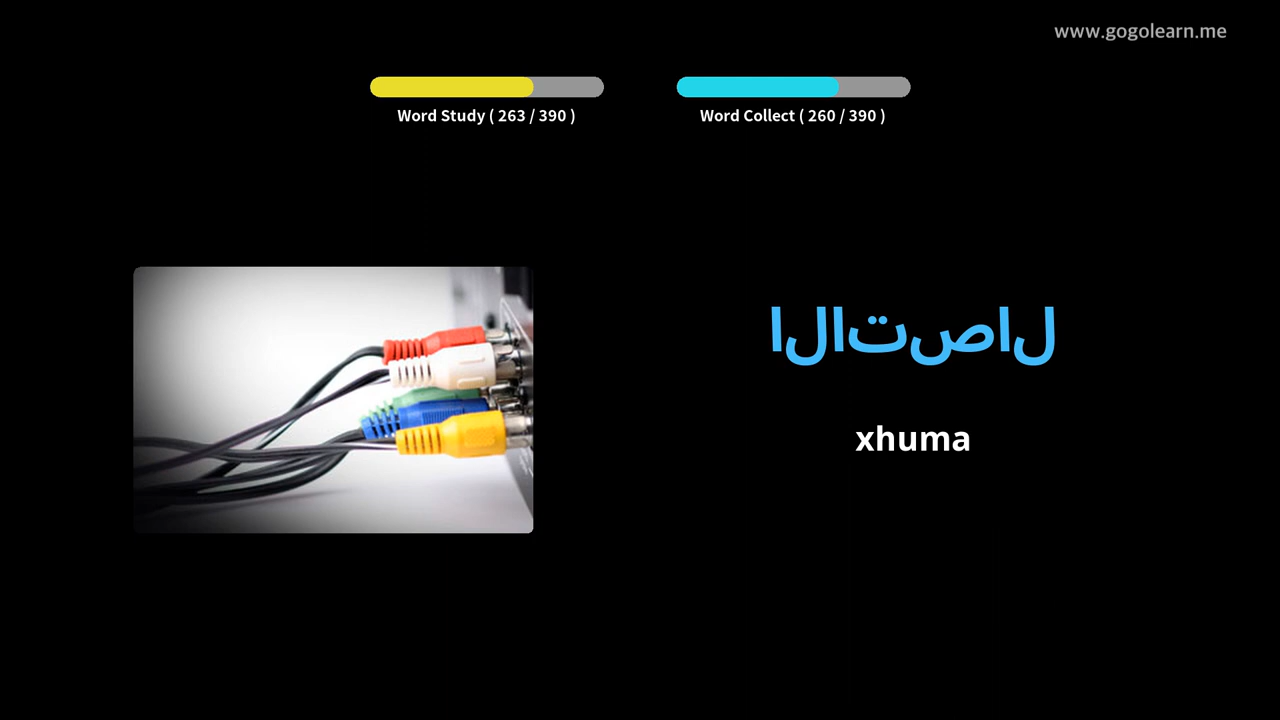 www.gogolearn.me
Word Study ( 263 / 390 )
Word Collect ( 260 / 390 )
الاتصال
xhuma